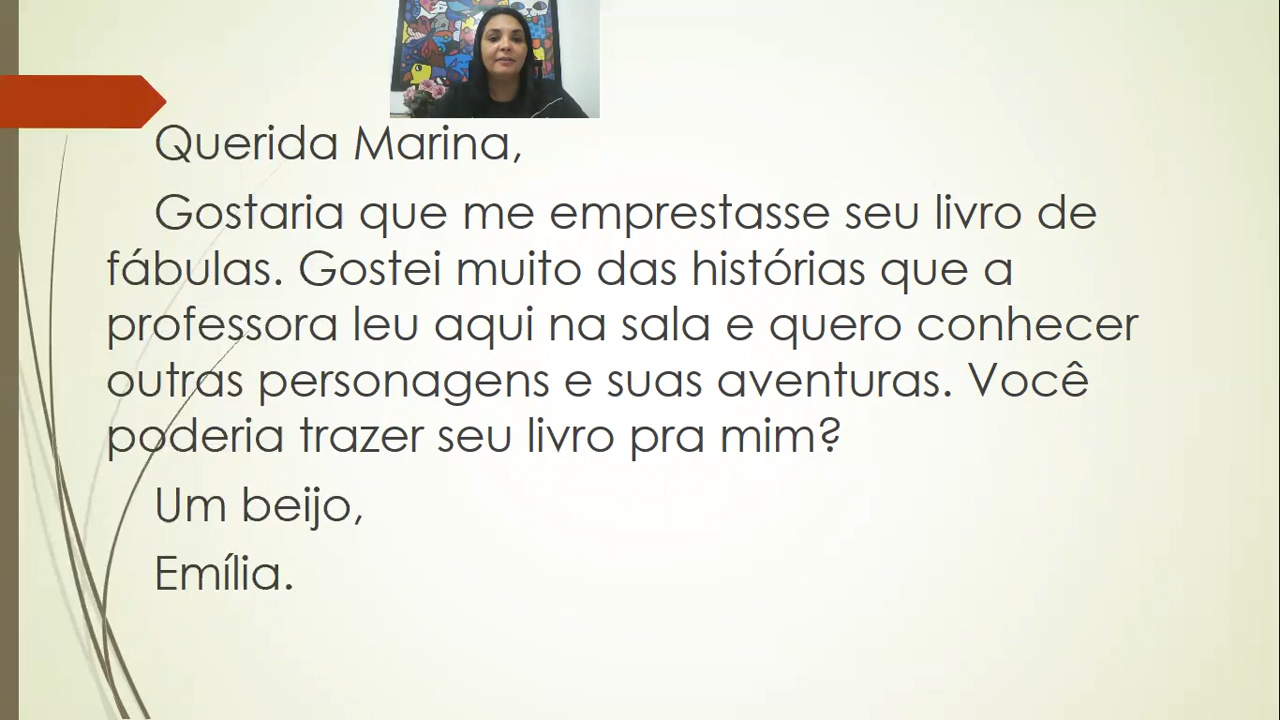 Querida Marina,
Gostaria que me emprestasse seu livro de
fábulas. Gostei muito das histórias que a
professora leu aqui na sala e quero conhecer
outras personagens e suas aventuras. Você
poderia trazer seu livro pra mim?
Um beijo,
Emília.